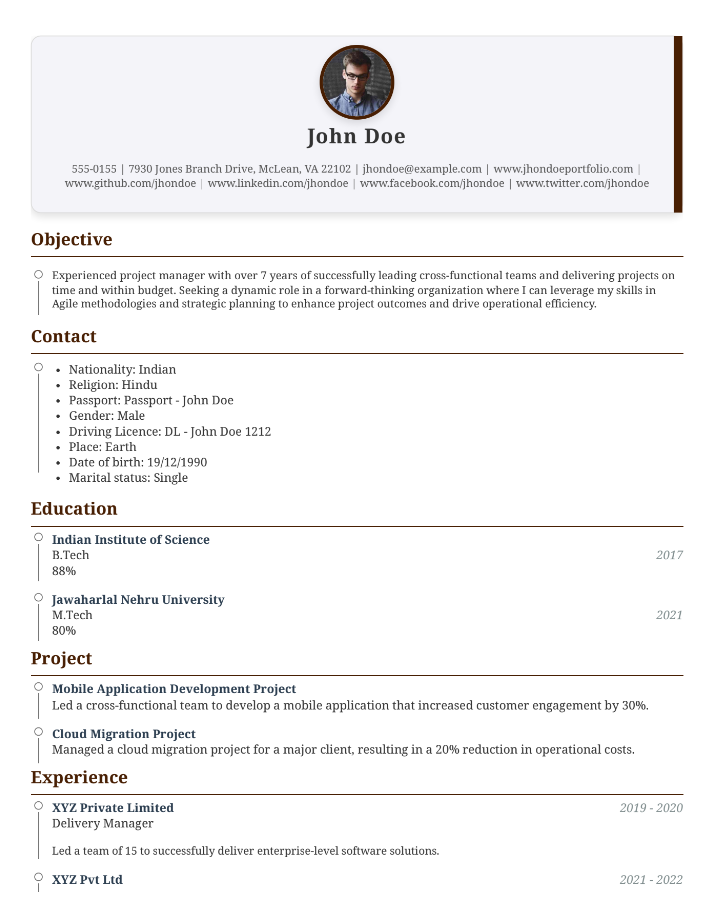 John Doe
555-0155 | 7930 Jones Branch Drive, McLean, VA 22102 | jhondoe@example.com | www.jhondoeportfolio.com |
www.github.com/jhondoe | www.linkedin.com/jhondoe | www.facebook.com/jhondoe | www.twitter.com/jhondoe
Objective
Experienced project manager with over 7 years of successfully leading cross-functional teams and delivering projects on
time and within budget. Seeking a dynamic role in a forward-thinking organization where I can leverage my skills in
Agile methodologies and strategic planning to enhance project outcomes and drive operational efficiency.
Contact
• Nationality: Indian
• Religion: Hindu
• Passport: Passport - John Doe
• Gender: Male
• Driving Licence: DL - John Doe 1212
• Place: Earth
• Date of birth: 19/12/1990
• Marital status: Single
Education
Indian Institute of Science
B.Tech 2017
88%
Jawaharlal Nehru University
M.Tech 2021
80%
Project
Mobile Application Development Project
Led a cross-functional team to develop a mobile application that increased customer engagement by 30%.
Cloud Migration Project
Managed a cloud migration project for a major client, resulting in a 20% reduction in operational costs.
Experience
XYZ Private Limited 2019 - 2020
Delivery Manager
Led a team of 15 to successfully deliver enterprise-level software solutions.
XYZ Pvt Ltd 2021 - 2022